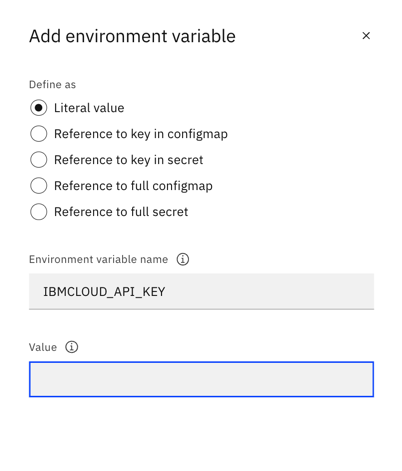 Add environment variable
Define as
Literal value
Reference to key in configmap
Reference to key in secret
Reference to full configmap
Reference to full secret
Environment variable name
IBMCLOUD_API_KEY
Value